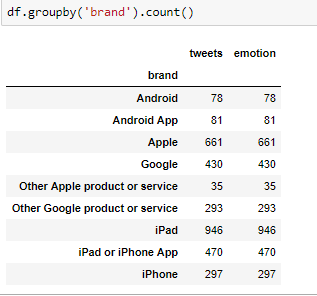 df.groupby('brand').count()
tweets emotion
brand
Android 78 78
Android App 81 81
Apple 661 661
Google 430 430
Other Apple product or service 35 35
Other Google product or service 293 293
iPad 946 946
iPad or iPhone App 470 470
iPhone 297 297